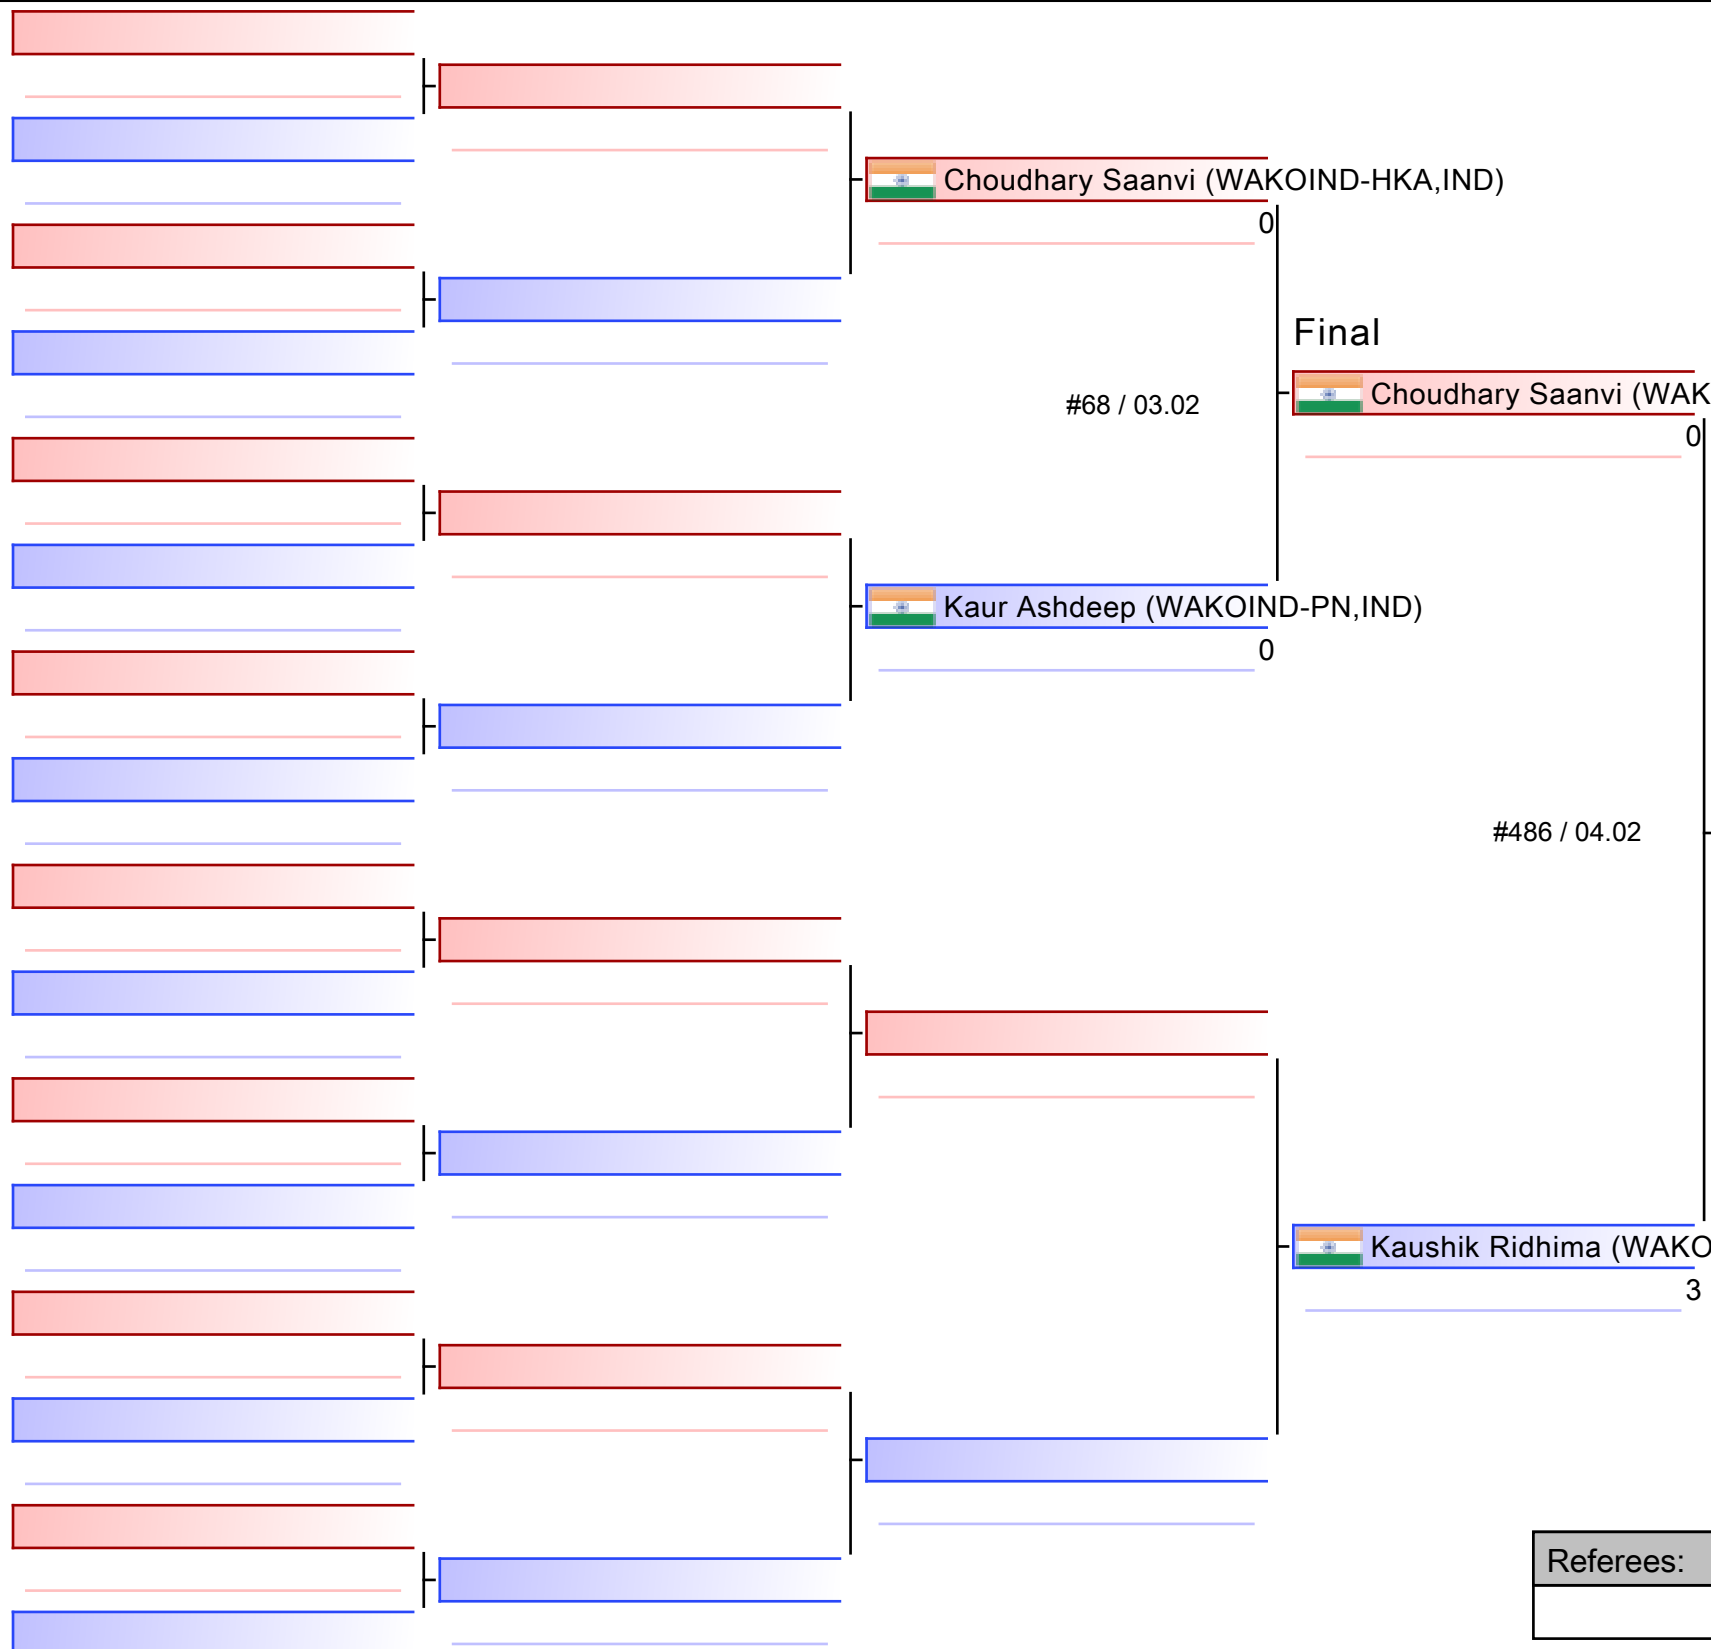 Choudhary Saanvi (WAKOIND-HKA,IND)
0
Final
#68 / 03.02
Choudhary Saanvi (WAK
0
Kaur Ashdeep (WAKOIND-PN,IND)
0
#486 / 04.02
Kaushik Ridhima (WAKO
3
Referees: